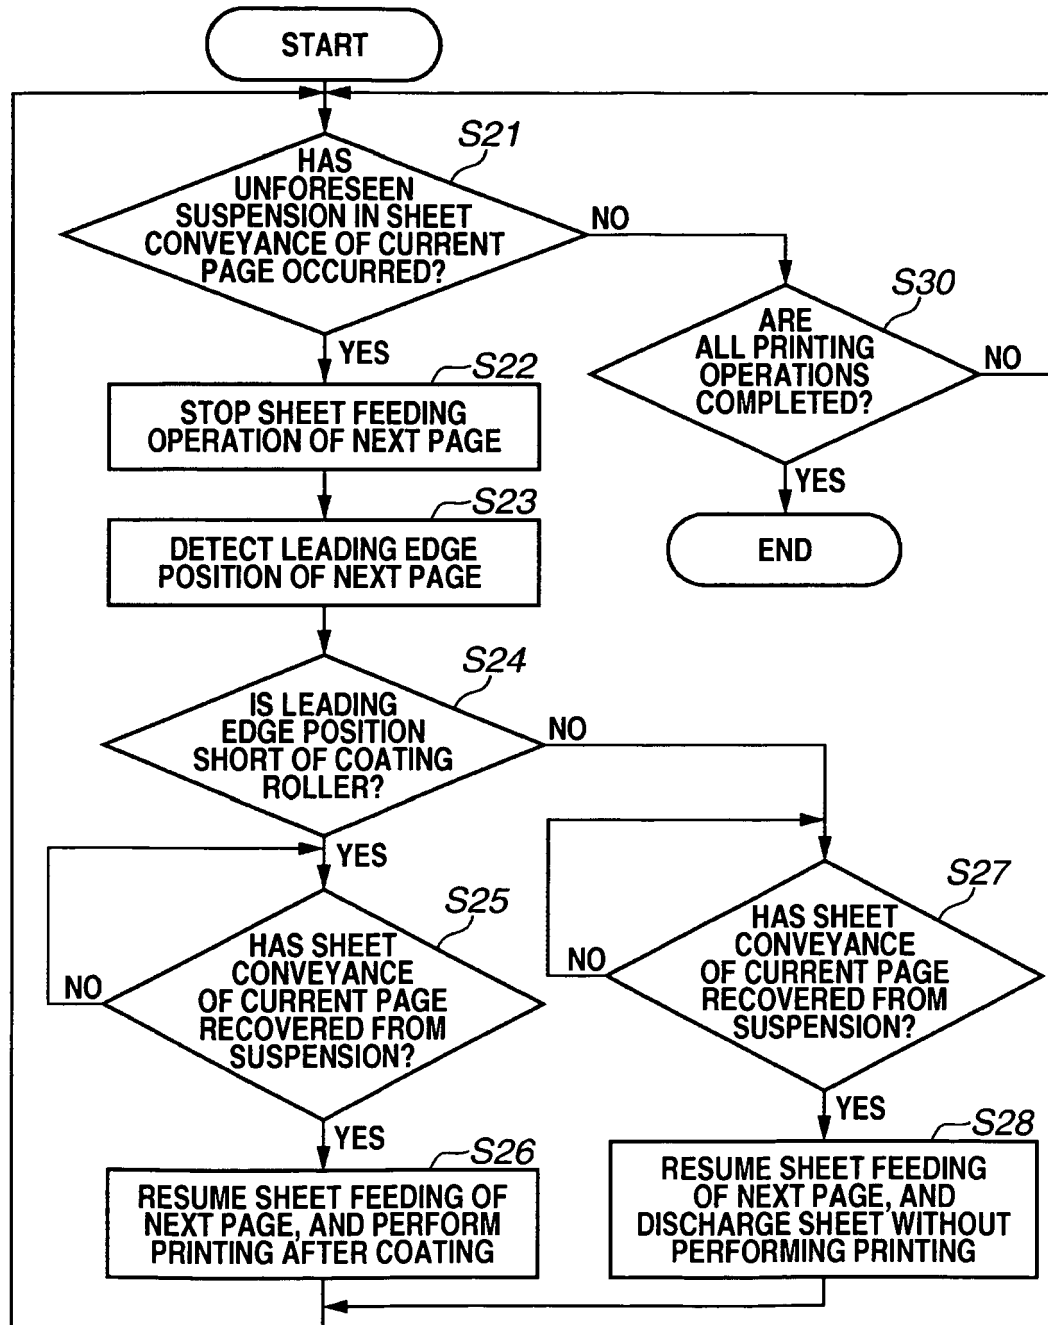 START
S21
HAS
UNFORESEEN
SUSPENSION IN SHEET
CONVEYANCE OF CURRENT
PAGE OCCURRED?
NO
YES
S30
ARE
ALL PRINTING
OPERATIONS
COMPLETED?
NO
YES
END
S22
STOP SHEET FEEDING
OPERATION OF NEXT PAGE
S23
DETECT LEADING EDGE
POSITION OF NEXT PAGE
S24
IS LEADING
EDGE POSITION
SHORT OF COATING
ROLLER?
NO
YES
S25
HAS SHEET
CONVEYANCE
OF CURRENT PAGE
RECOVERED FROM
SUSPENSION?
NO
YES
S27
HAS SHEET
CONVEYANCE
OF CURRENT PAGE
RECOVERED FROM
SUSPENSION?
NO
YES
S26
RESUME SHEET FEEDING OF
NEXT PAGE, AND PERFORM
PRINTING AFTER COATING
S28
RESUME SHEET FEEDING
OF NEXT PAGE, AND
DISCHARGE SHEET WITHOUT
PERFORMING PRINTING